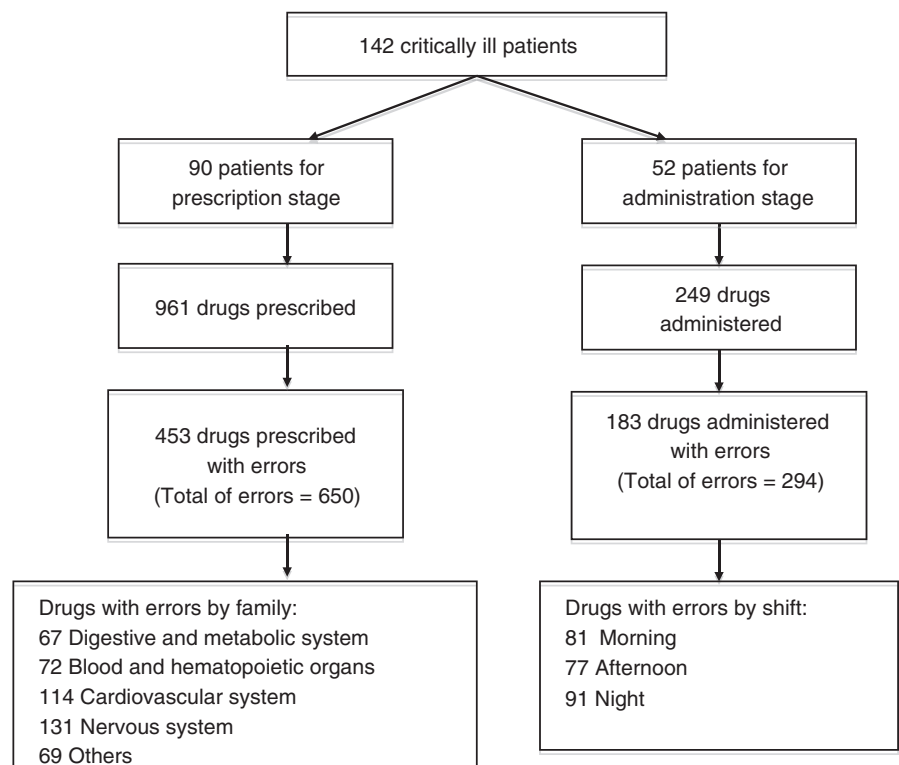 142 critically ill patients
90 patients for
prescription stage
52 patients for
administration stage
961 drugs prescribed
249 drugs
administered
453 drugs prescribed
with errors
(Total of errors = 650)
183 drugs administered
with errors
(Total of errors = 294)
Drugs with errors by family:
67 Digestive and metabolic system
72 Blood and hematopoietic organs
114 Cardiovascular system
131 Nervous system
69 Others
Drugs with errors by shift:
81 Morning
77 Afternoon
91 Night